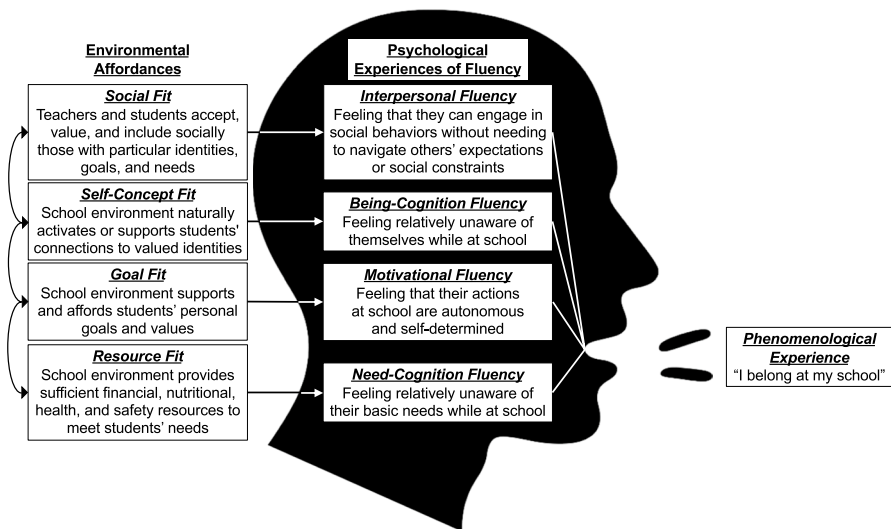 Environmental
Affordances
Social Fit
Teachers and students accept,
value, and include socially
those with particular identities,
goals, and needs
Self-Concept Fit
School environment naturally
activates or supports students'
connections to valued identities
Goal Fit
School environment supports
and affords students’ personal
goals and values
Resource Fit
School environment provides
sufficient financial, nutritional,
health, and safety resources to
meet students’ needs
Psychological
Experiences of Fluency
Interpersonal Fluency
Feeling that they can engage in
social behaviors without needing
to navigate others’ expectations
or social constraints
Being-Cognition Fluency
Feeling relatively unaware of
themselves while at school
Motivational Fluency
Feeling that their actions
at school are autonomous
and self-determined
Need-Cognition Fluency
Feeling relatively unaware of
their basic needs while at school
Phenomenological
Experience
“I belong at my school”